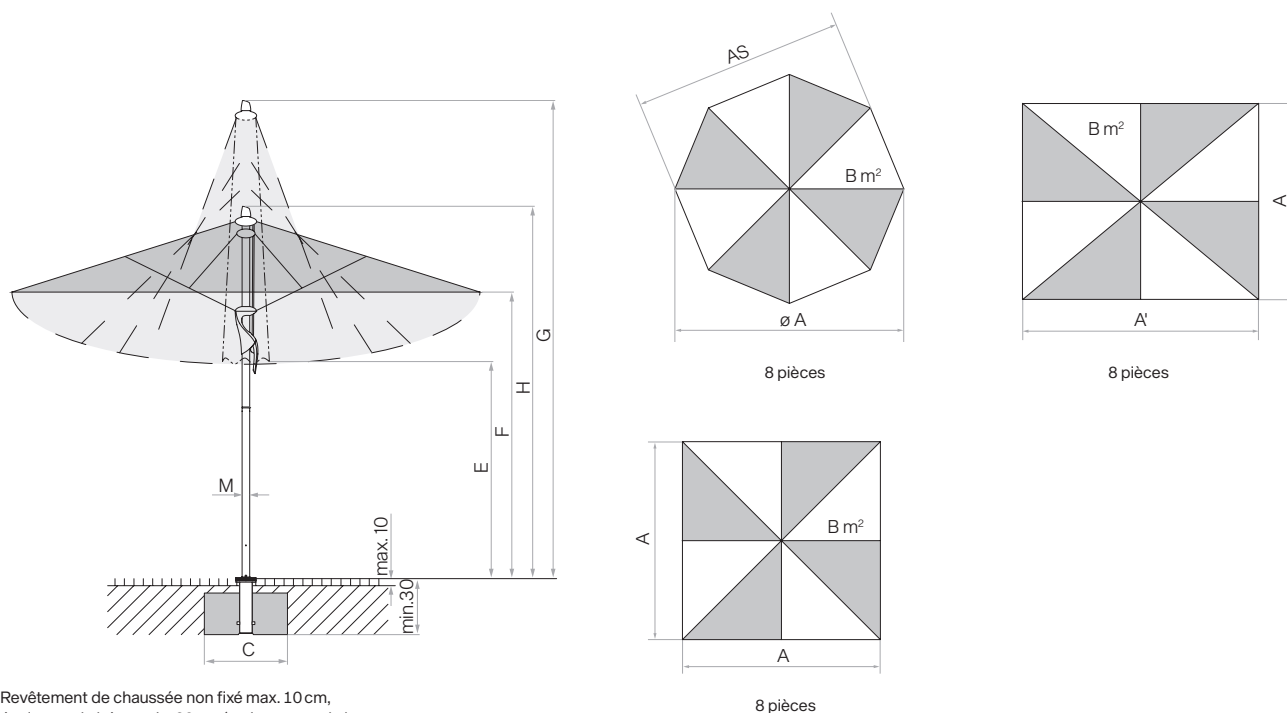 AS
B m²
ø A
8 pièces
B m²
A
A'
8 pièces
G
H
F
E
M
max. 10
min.30
C
A
B m²
A
8 pièces
Revêtement de chaussée non fixé max. 10 cm,